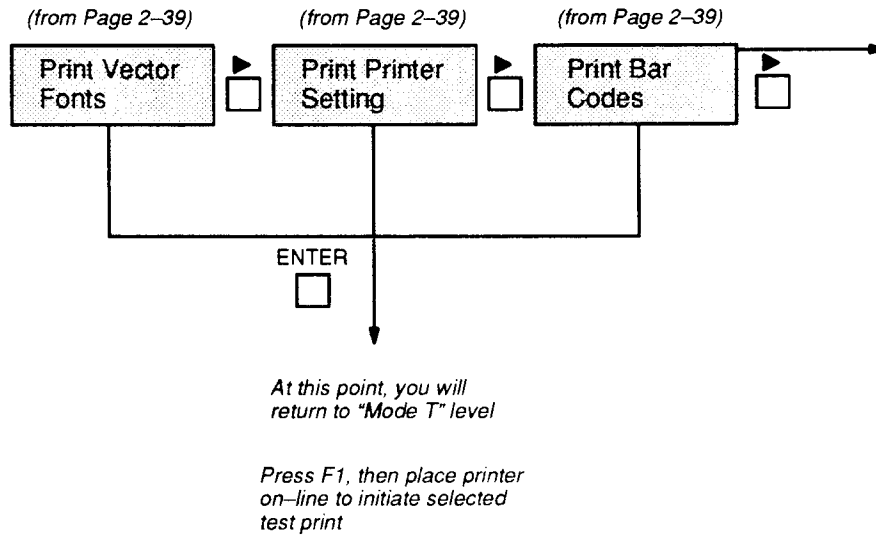 (from Page 2–39) (from Page 2–39) (from Page 2–39)
Print Vector
Fonts
Print Printer
Setting
Print Bar
Codes
ENTER
At this point, you will
return to “Mode T” level
Press F1, then place printer
on–line to initiate selected
test print